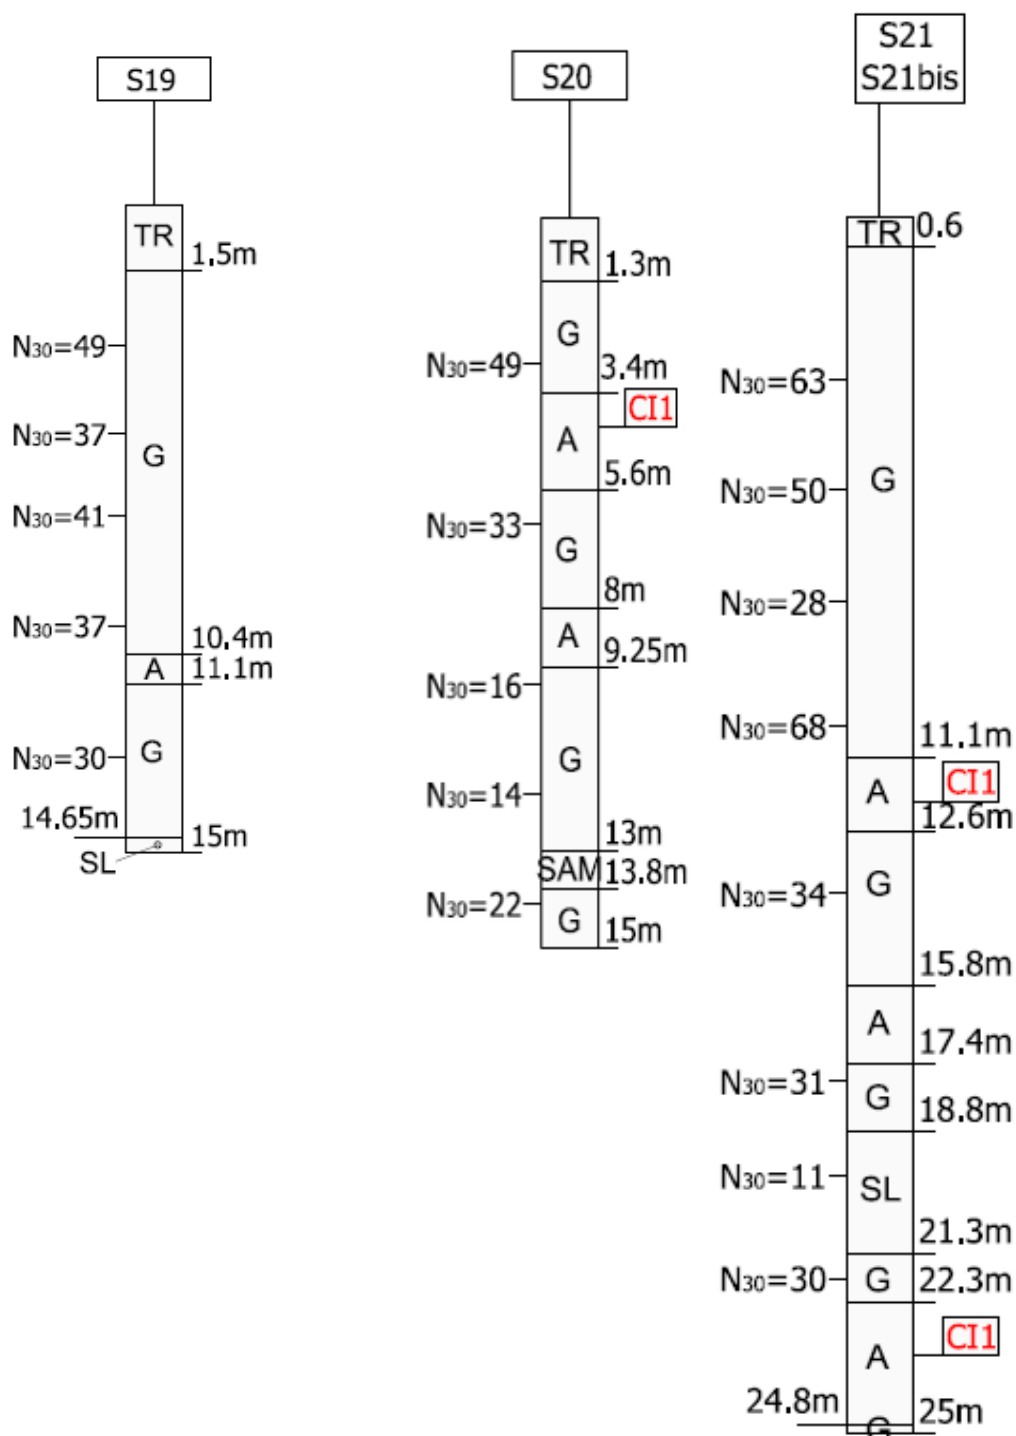 S19
TR
1.5m
N30=49
N30=37
G
N30=41
N30=37
10.4m
A
11.1m
N30=30
G
14.65m
15m
SL
S20
TR
1.3m
G
N30=49
3.4m
CI1
A
5.6m
N30=33
G
8m
A
9.25m
N30=16
G
N30=14
13m
SAM
13.8m
N30=22
G
15m
S21
S21bis
TR
0.6
N30=63
G
N30=50
N30=28
N30=68
11.1m
CI1
A
12.6m
N30=34
G
15.8m
A
17.4m
N30=31
G
18.8m
N30=11
SL
21.3m
N30=30
G
22.3m
CI1
A
24.8m
25m
G